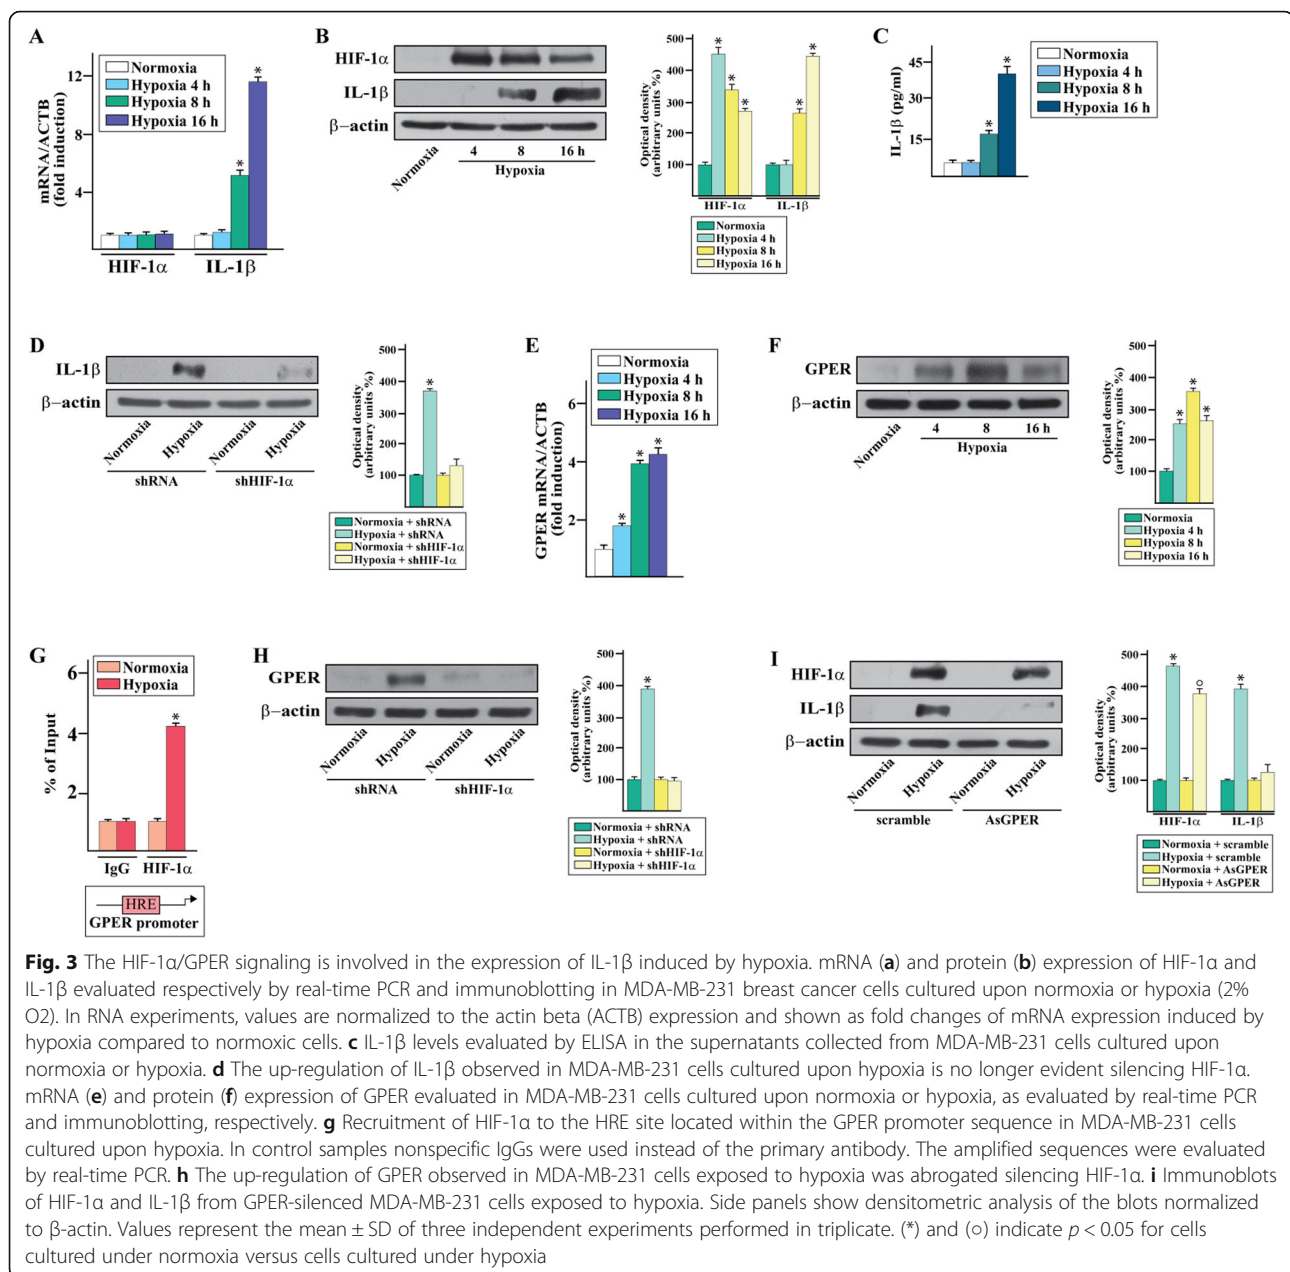 A
Normoxia
Hypoxia 4 h
Hypoxia 8 h
Hypoxia 16 h
mRNA/ACTB
(fold induction)
12
8
4
*
*
HIF-1α IL-1β
B
HIF-1α
IL-1β
β−actin
Normoxia
4 8 16 h
Hypoxia
Optical density
(arbitrary units %)
500
400
300
200
100
* * * * *
HIF-1α IL-1β
Normoxia
Hypoxia 4 h
Hypoxia 8 h
Hypoxia 16 h
C
IL-1β (pg/ml)
45
30
15
*
*
Normoxia
Hypoxia 4 h
Hypoxia 8 h
Hypoxia 16 h
D
IL-1β
β−actin
Normoxia Hypoxia Normoxia Hypoxia
shRNA shHIF-1α
Optical density
(arbitrary units %)
500
400
300
200
100
*
Normoxia + shRNA
Hypoxia + shRNA
Normoxia + shHIF-1α
Hypoxia + shHIF-1α
E
Normoxia
Hypoxia 4 h
Hypoxia 8 h
Hypoxia 16 h
GPER mRNA/ACTB
(fold induction)
6
4
2
* * *
F
GPER
β−actin
Normoxia
4 8 16 h
Hypoxia
Optical density
(arbitrary units %)
500
400
300
200
100
* * *
Normoxia
Hypoxia 4 h
Hypoxia 8 h
Hypoxia 16 h
G
Normoxia
Hypoxia
% of Input
6
4
2
*
IgG HIF-1α
HRE
GPER promoter
H
GPER
β−actin
Normoxia Hypoxia Normoxia Hypoxia
shRNA shHIF-1α
Optical density
(arbitrary units %)
500
400
300
200
100
*
Normoxia + shRNA
Hypoxia + shRNA
Normoxia + shHIF-1α
Hypoxia + shHIF-1α
I
HIF-1α
IL-1β
β−actin
Normoxia Hypoxia Normoxia Hypoxia
scramble AsGPER
Optical density
(arbitrary units %)
500
400
300
200
100
* ○ *
HIF-1α IL-1β
Normoxia + scramble
Hypoxia + scramble
Normoxia + AsGPER
Hypoxia + AsGPER
Fig. 3 The HIF-1α/GPER signaling is involved in the expression of IL-1β induced by hypoxia. mRNA (a) and protein (b) expression of HIF-1α and
IL-1β evaluated respectively by real-time PCR and immunoblotting in MDA-MB-231 breast cancer cells cultured upon normoxia or hypoxia (2%
O2). In RNA experiments, values are normalized to the actin beta (ACTB) expression and shown as fold changes of mRNA expression induced by
hypoxia compared to normoxic cells. c IL-1β levels evaluated by ELISA in the supernatants collected from MDA-MB-231 cells cultured upon
normoxia or hypoxia. d The up-regulation of IL-1β observed in MDA-MB-231 cells cultured upon hypoxia is no longer evident silencing HIF-1α.
mRNA (e) and protein (f) expression of GPER evaluated in MDA-MB-231 cells cultured upon normoxia or hypoxia, as evaluated by real-time PCR
and immunoblotting, respectively. g Recruitment of HIF-1α to the HRE site located within the GPER promoter sequence in MDA-MB-231 cells
cultured upon hypoxia. In control samples nonspecific IgGs were used instead of the primary antibody. The amplified sequences were evaluated
by real-time PCR. h The up-regulation of GPER observed in MDA-MB-231 cells exposed to hypoxia was abrogated silencing HIF-1α. i Immunoblots
of HIF-1α and IL-1β from GPER-silenced MDA-MB-231 cells exposed to hypoxia. Side panels show densitometric analysis of the blots normalized
to β-actin. Values represent the mean ± SD of three independent experiments performed in triplicate. (*) and (○) indicate p < 0.05 for cells
cultured under normoxia versus cells cultured under hypoxia